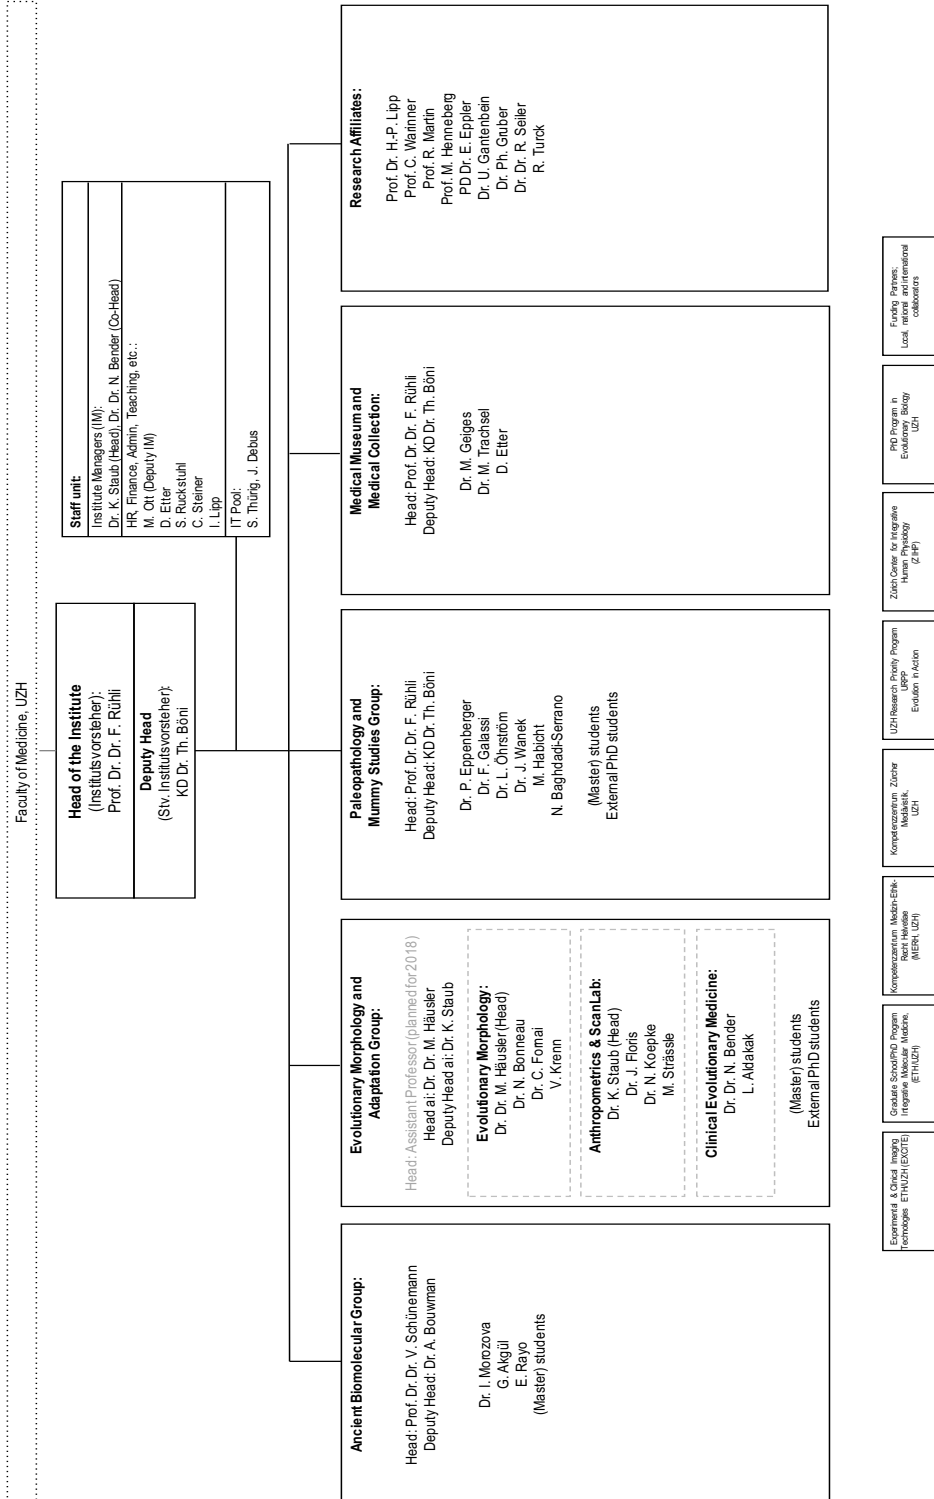 Faculty of Medicine, UZH
Head of the Institute
(Institutsvorsteher):
Prof. Dr. Dr. F. Rühli
Deputy Head
(Stv. Institutsvorsteher):
KD Dr. Th. Böni
Staff unit:
Institute Managers (IM):
Dr. K. Staub (Head), Dr. Dr. N. Bender (Co-Head)
HR, Finance, Admin, Teaching, etc.:
M. Ott (Deputy IM)
D. Etter
S. Ruckstuhl
C. Steiner
I. Lipp
IT Pool:
S. Thürig, J. Debus
Ancient Biomolecular Group:
Head: Prof. Dr. Dr. V. Schünemann
Deputy Head: Dr. A. Bouwman
Dr. I. Morozova
G. Akgül
E. Rayo
(Master) students
Evolutionary Morphology and
Adaptation Group:
Head: Assistant Professor (planned for 2018)
Head ai: Dr. Dr. M. Häusler
Deputy Head ai: Dr. K. Staub
Evolutionary Morphology:
Dr. Dr. M. Häusler (Head)
Dr. N. Bonneau
Dr. C. Fornai
V. Krenn
Anthropometrics & ScanLab:
Dr. K. Staub (Head)
Dr. J. Floris
Dr. N. Koepke
M. Strässle
Clinical Evolutionary Medicine:
Dr. Dr. N. Bender
L. Aldakak
(Master) students
External PhD students
Paleopathology and
Mummy Studies Group:
Head: Prof. Dr. Dr. F. Rühli
Deputy Head: KD Dr. Th. Böni
Dr. P. Eppenberger
Dr. F. Galassi
Dr. L. Öhrström
Dr. J. Wanek
M. Habicht
N. Baghdadi-Serrano
(Master) students
External PhD students
Medical Museum and
Medical Collection:
Head: Prof. Dr. Dr. F. Rühli
Deputy Head: KD Dr. Th. Böni
Dr. M. Geiges
Dr. M. Trachsel
D. Etter
Research Affiliates:
Prof. Dr. H.-P. Lipp
Prof. C. Warinner
Prof. R. Martin
Prof. M. Henneberg
PD Dr. E. Eppler
Dr. U. Gantenbein
Dr. Ph. Gruber
Dr. Dr. R. Seiler
R. Turck
Experimental & Clinical Imaging
Technologies ETH/UZH (EXCITE)
Graduate School/PhD Program
Integrative Molecular Medicine,
(ETH/UZH)
Kompetenzzentrum Medizin-Ethik-
Recht Helvetiae
(MERH, UZH)
Kompetenzzentrum Zürcher
Mediävistik,
UZH
UZH Research Priority Program
URPP
Evolution in Action
Zürich Center for Integrative
Human Physiology
(ZIHP)
PhD Program in
Evolutionary Biology
UZH
Funding Partners;
Local, national and international
collaborators